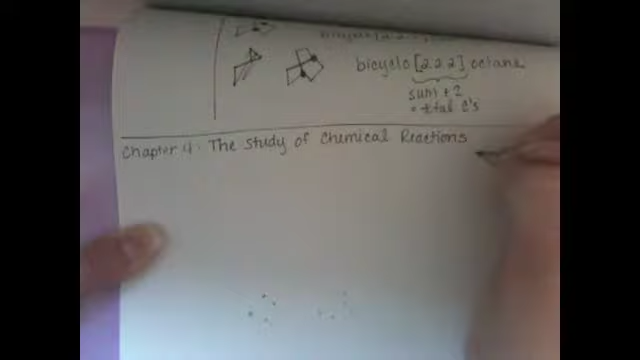 bicyclo [2 2 2] octane
sum + 2
= total C's
Chapter 4: The Study of Chemical Reactions